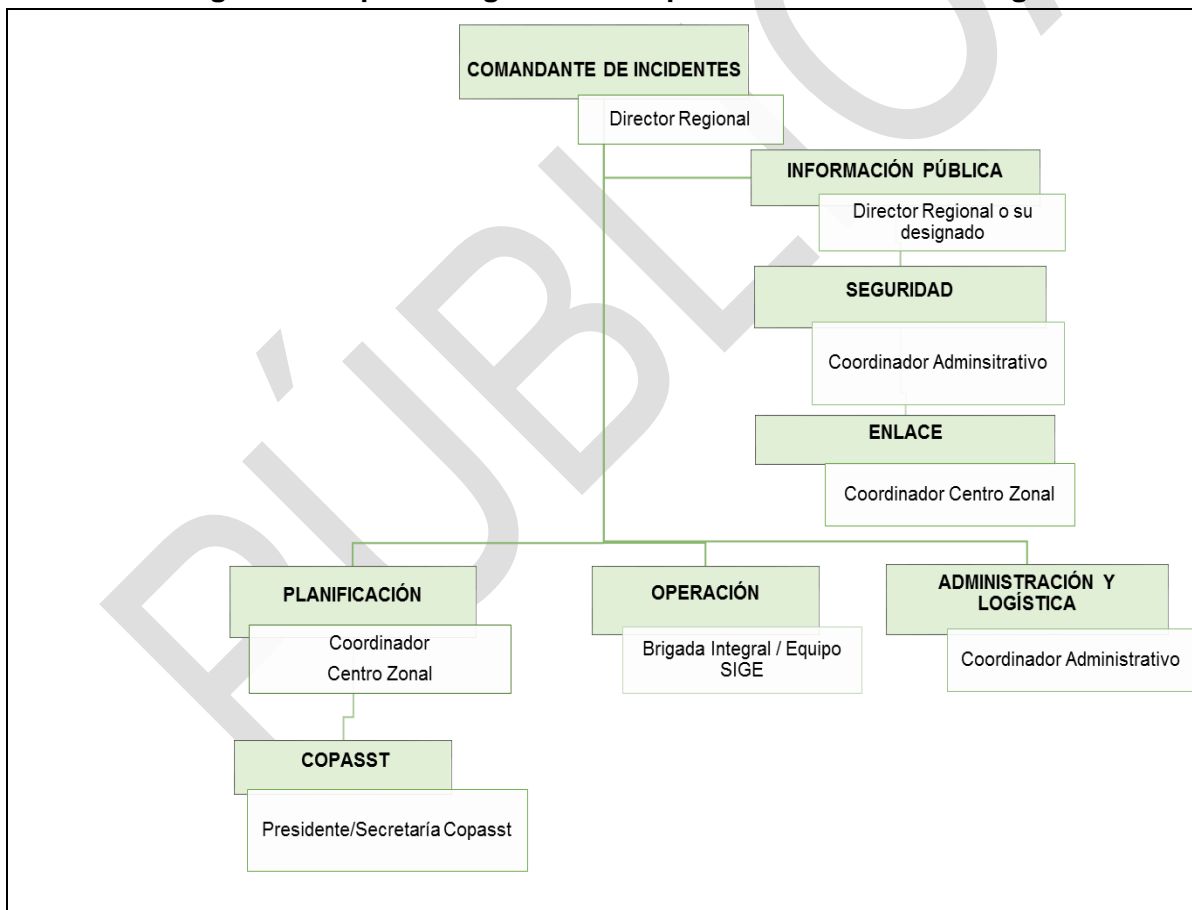 COMANDANTE DE INCIDENTES
Director Regional
INFORMACIÓN PÚBLICA
Director Regional o su
designado
SEGURIDAD
Coordinador Adminsitrativo
ENLACE
Coordinador Centro Zonal
PLANIFICACIÓN
Coordinador
Centro Zonal
OPERACIÓN
Brigada Integral / Equipo
SIGE
ADMINISTRACIÓN Y
LOGÍSTICA
Coordinador Administrativo
COPASST
Presidente/Secretaría Copasst